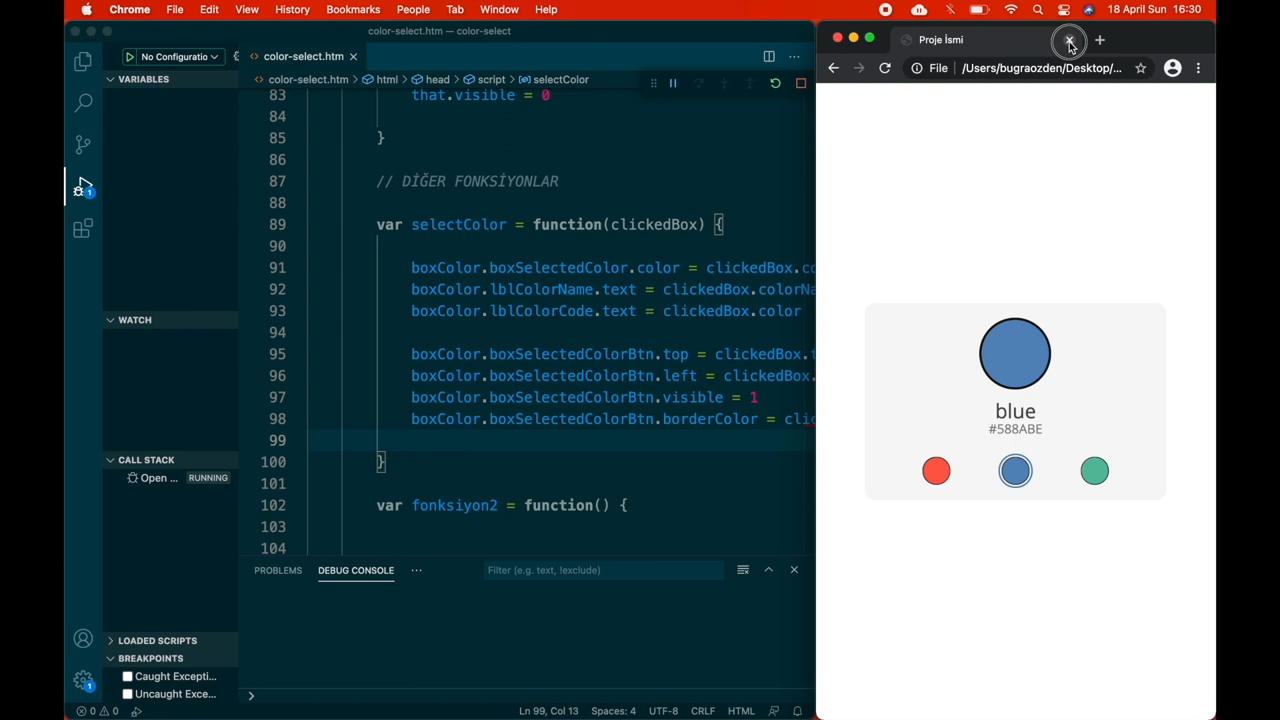 Chrome File Edit View History Bookmarks People Tab Window Help 18 April Sun 16:30
color-select.htm — color-select
No Configuratio
color-select.htm
Proje İsmi
color-select.htm > html > head > script > selectColor
File /Users/bugraozden/Desktop/...
VARIABLES
WATCH
CALL STACK
Open ... RUNNING
LOADED SCRIPTS
BREAKPOINTS
Caught Excepti...
Uncaught Exce...
83 that.visible = 0
84
85 }
86
87 // DİĞER FONKSİYONLAR
88
89 var selectColor = function(clickedBox) {
90
91 boxColor.boxSelectedColor.color = clickedBox.co
92 boxColor.lblColorName.text = clickedBox.colorNa
93 boxColor.lblColorCode.text = clickedBox.color
94
95 boxColor.boxSelectedColorBtn.top = clickedBox.t
96 boxColor.boxSelectedColorBtn.left = clickedBox.
97 boxColor.boxSelectedColorBtn.visible = 1
98 boxColor.boxSelectedColorBtn.borderColor = clic
99
100 }
101
102 var fonksiyon2 = function() {
103
104
PROBLEMS DEBUG CONSOLE ... Filter (e.g. text, !exclude)
>
blue
#588ABE
1
1
0 0 Ln 99, Col 13 Spaces: 4 UTF-8 CRLF HTML